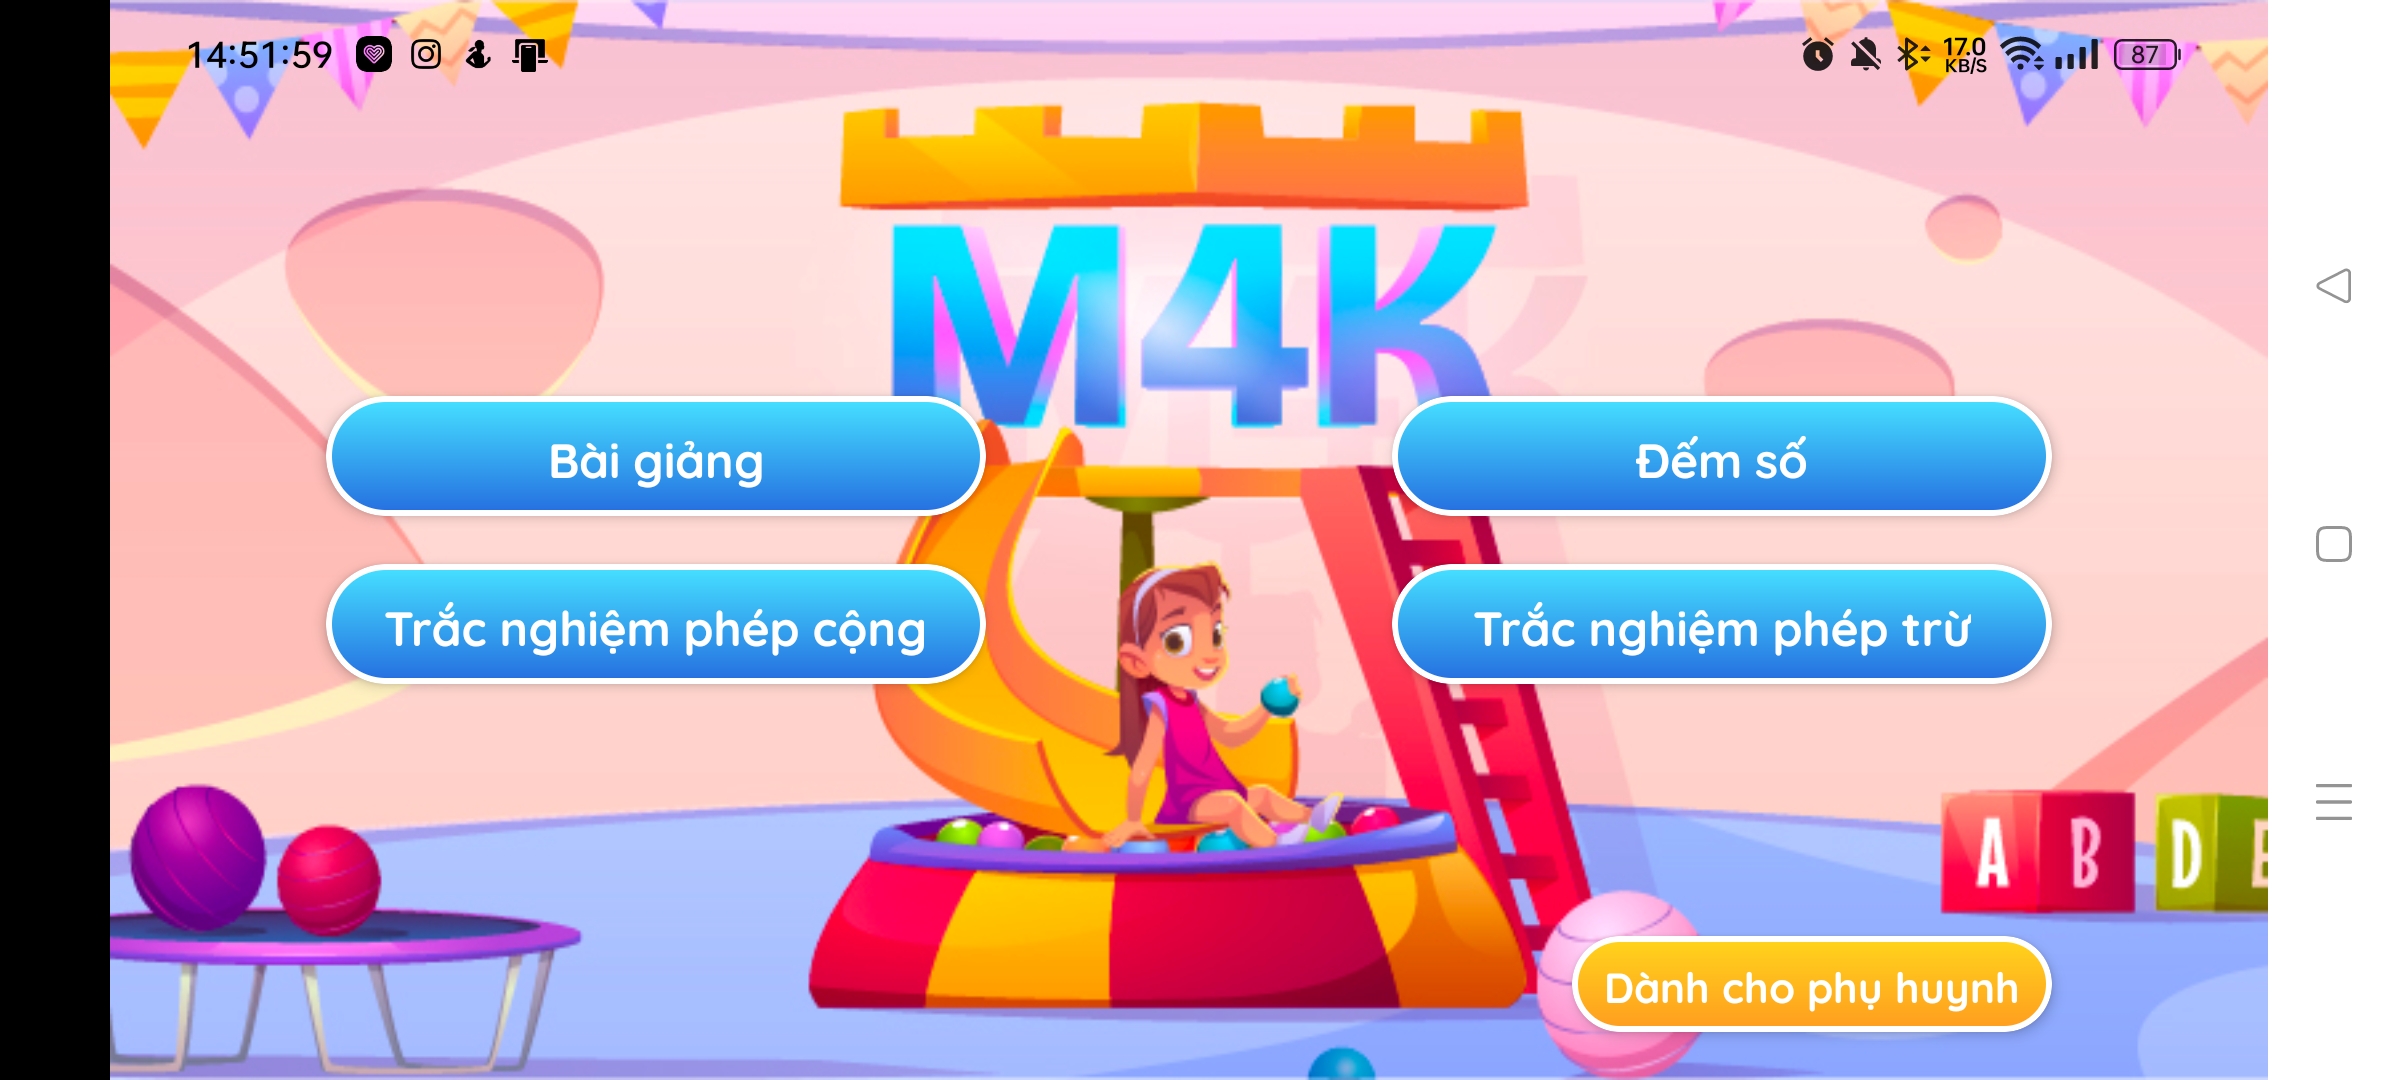 14:51:59
17.0
KB/S
87
M4K
Bài giảng
Đếm số
Trắc nghiệm phép cộng
Trắc nghiệm phép trừ
A B D E
Dành cho phụ huynh